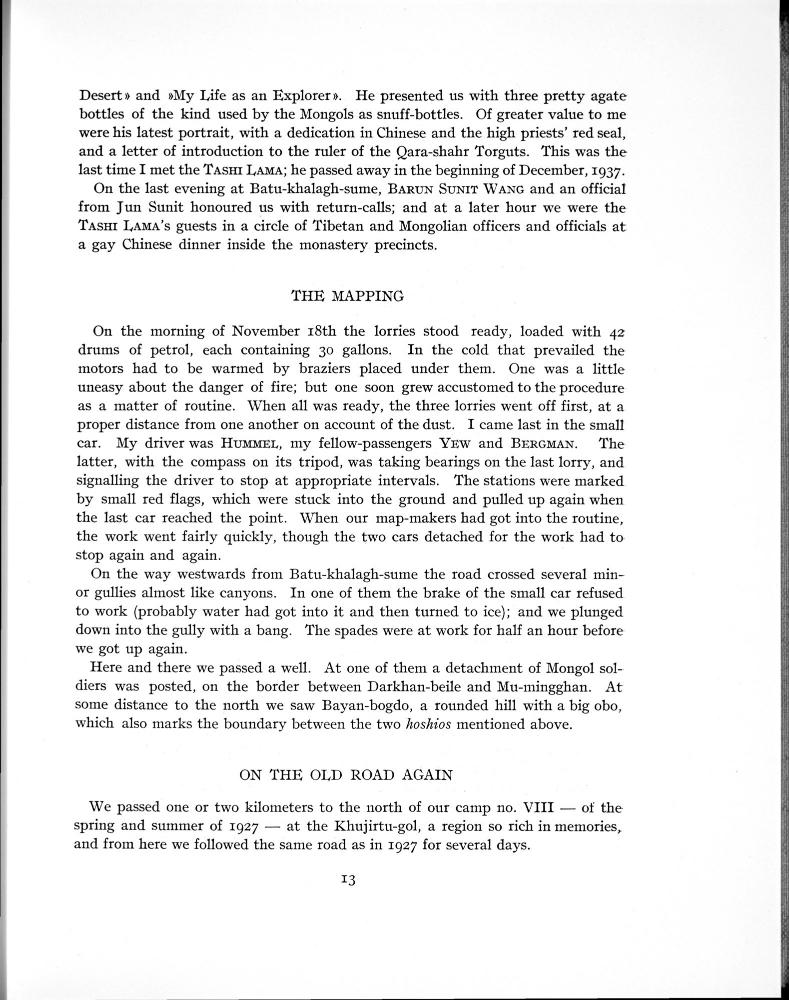 Desert» and »My Life as an Explorer». He presented us with three pretty agate
bottles of the kind used by the Mongols as snuff-bottles. Of greater value to me
were his latest portrait, with a dedication in Chinese and the high priests' red seal,
and a letter of introduction to the ruler of the Qara-shahr Torguts. This was the
last time I met the TASHI LAMA; he passed away in the beginning of December, 1937.
On the last evening at Batu-khalagh-sume, BARUN SUNIT WANG and an official
from Jun Sunit honoured us with return-calls; and at a later hour we were the
TASHI LAMA's guests in a circle of Tibetan and Mongolian officers and officials at
a gay Chinese dinner inside the monastery precincts.
THE MAPPING
On the morning of November 18th the lorries stood ready, loaded with 42
drums of petrol, each containing 30 gallons. In the cold that prevailed the
motors had to be warmed by braziers placed under them. One was a little
uneasy about the danger of fire; but one soon grew accustomed to the procedure
as a matter of routine. When all was ready, the three lorries went off first, at a
proper distance from one another on account of the dust. I came last in the small
car. My driver was HUMMEL, my fellow-passengers YEW and BERGMAN. The
latter, with the compass on its tripod, was taking bearings on the last lorry, and
signalling the driver to stop at appropriate intervals. The stations were marked
by small red flags, which were stuck into the ground and pulled up again when
the last car reached the point. When our map-makers had got into the routine,
the work went fairly quickly, though the two cars detached for the work had to
stop again and again.
On the way westwards from Batu-khalagh-sume the road crossed several min-
or gullies almost like canyons. In one of them the brake of the small car refused
to work (probably water had got into it and then turned to ice); and we plunged
down into the gully with a bang. The spades were at work for half an hour before
we got up again.
Here and there we passed a well. At one of them a detachment of Mongol sol-
diers was posted, on the border between Darkhan-beile and Mu-mingghan. At
some distance to the north we saw Bayan-bogdo, a rounded hill with a big obo,
which also marks the boundary between the two hoshios mentioned above.
ON THE OLD ROAD AGAIN
We passed one or two kilometers to the north of our camp no. VIII — of the
spring and summer of 1927 — at the Khujirtu-gol, a region so rich in memories,
and from here we followed the same road as in 1927 for several days.
13